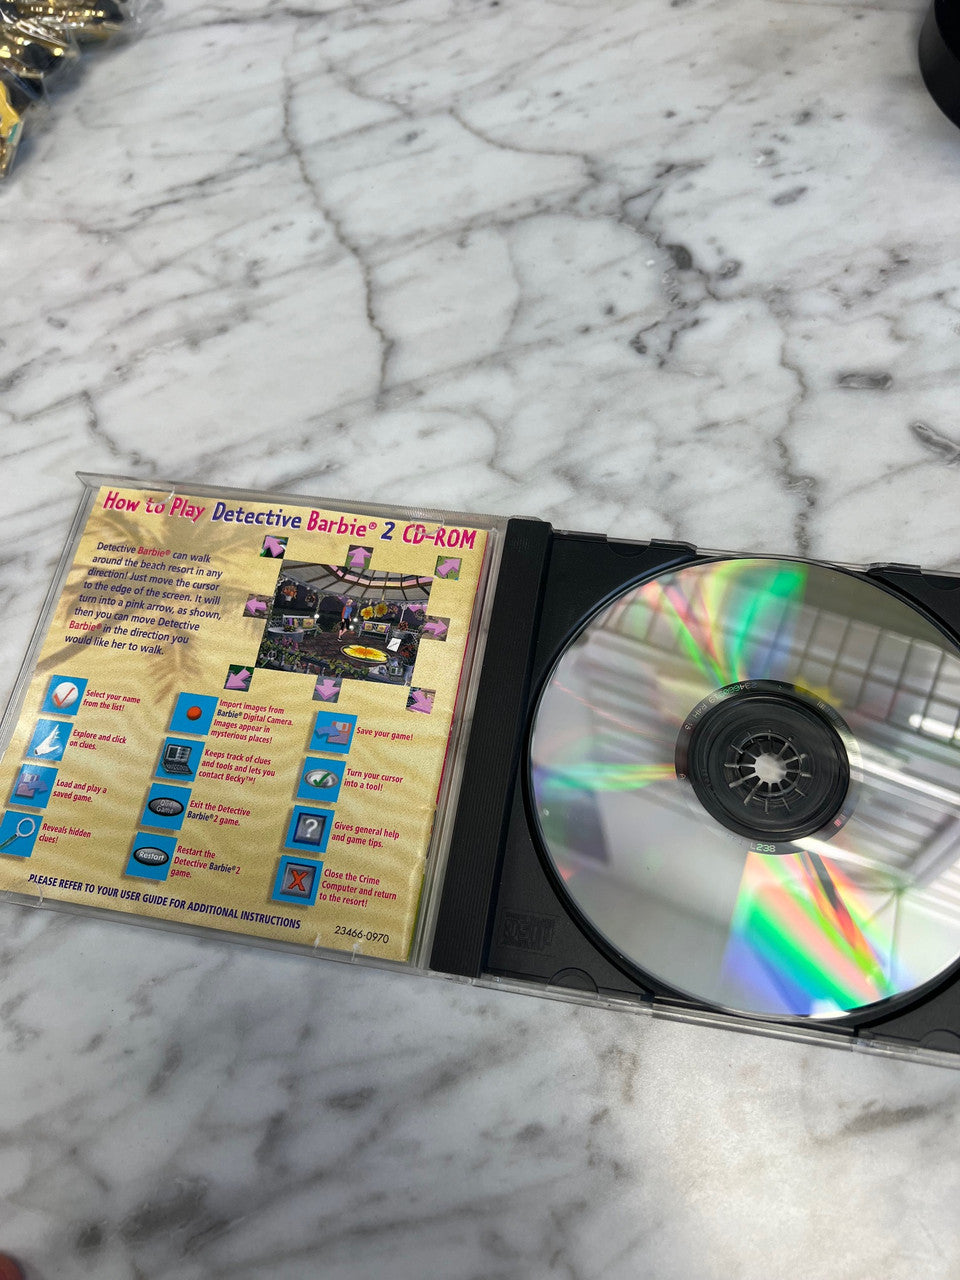 How to Play Detective Barbie® 2 CD-ROM
Detective Barbie® can walk
around the beach resort in any
direction! Just move the cursor
to the edge of the screen. It will
turn into a pink arrow, as shown,
then you can move Detective
Barbie® in the direction you
would like her to walk.
Select your name
from the list!
Explore and click
on clues.
Load and play a
saved game.
Reveals hidden
clues!
Import images from
Barbie® Digital Camera.
Images appear in
mysterious places!
Keeps track of clues
and tools and lets you
contact Becky™!
Quit
Game
Exit the Detective
Barbie® 2 game.
Restart
Restart the
Detective Barbie® 2
game.
Save your game!
Turn your cursor
into a tool!
?
Gives general help
and game tips.
X
Close the Crime
Computer and return
to the resort!
PLEASE REFER TO YOUR USER GUIDE FOR ADDITIONAL INSTRUCTIONS
23466-0970
L238